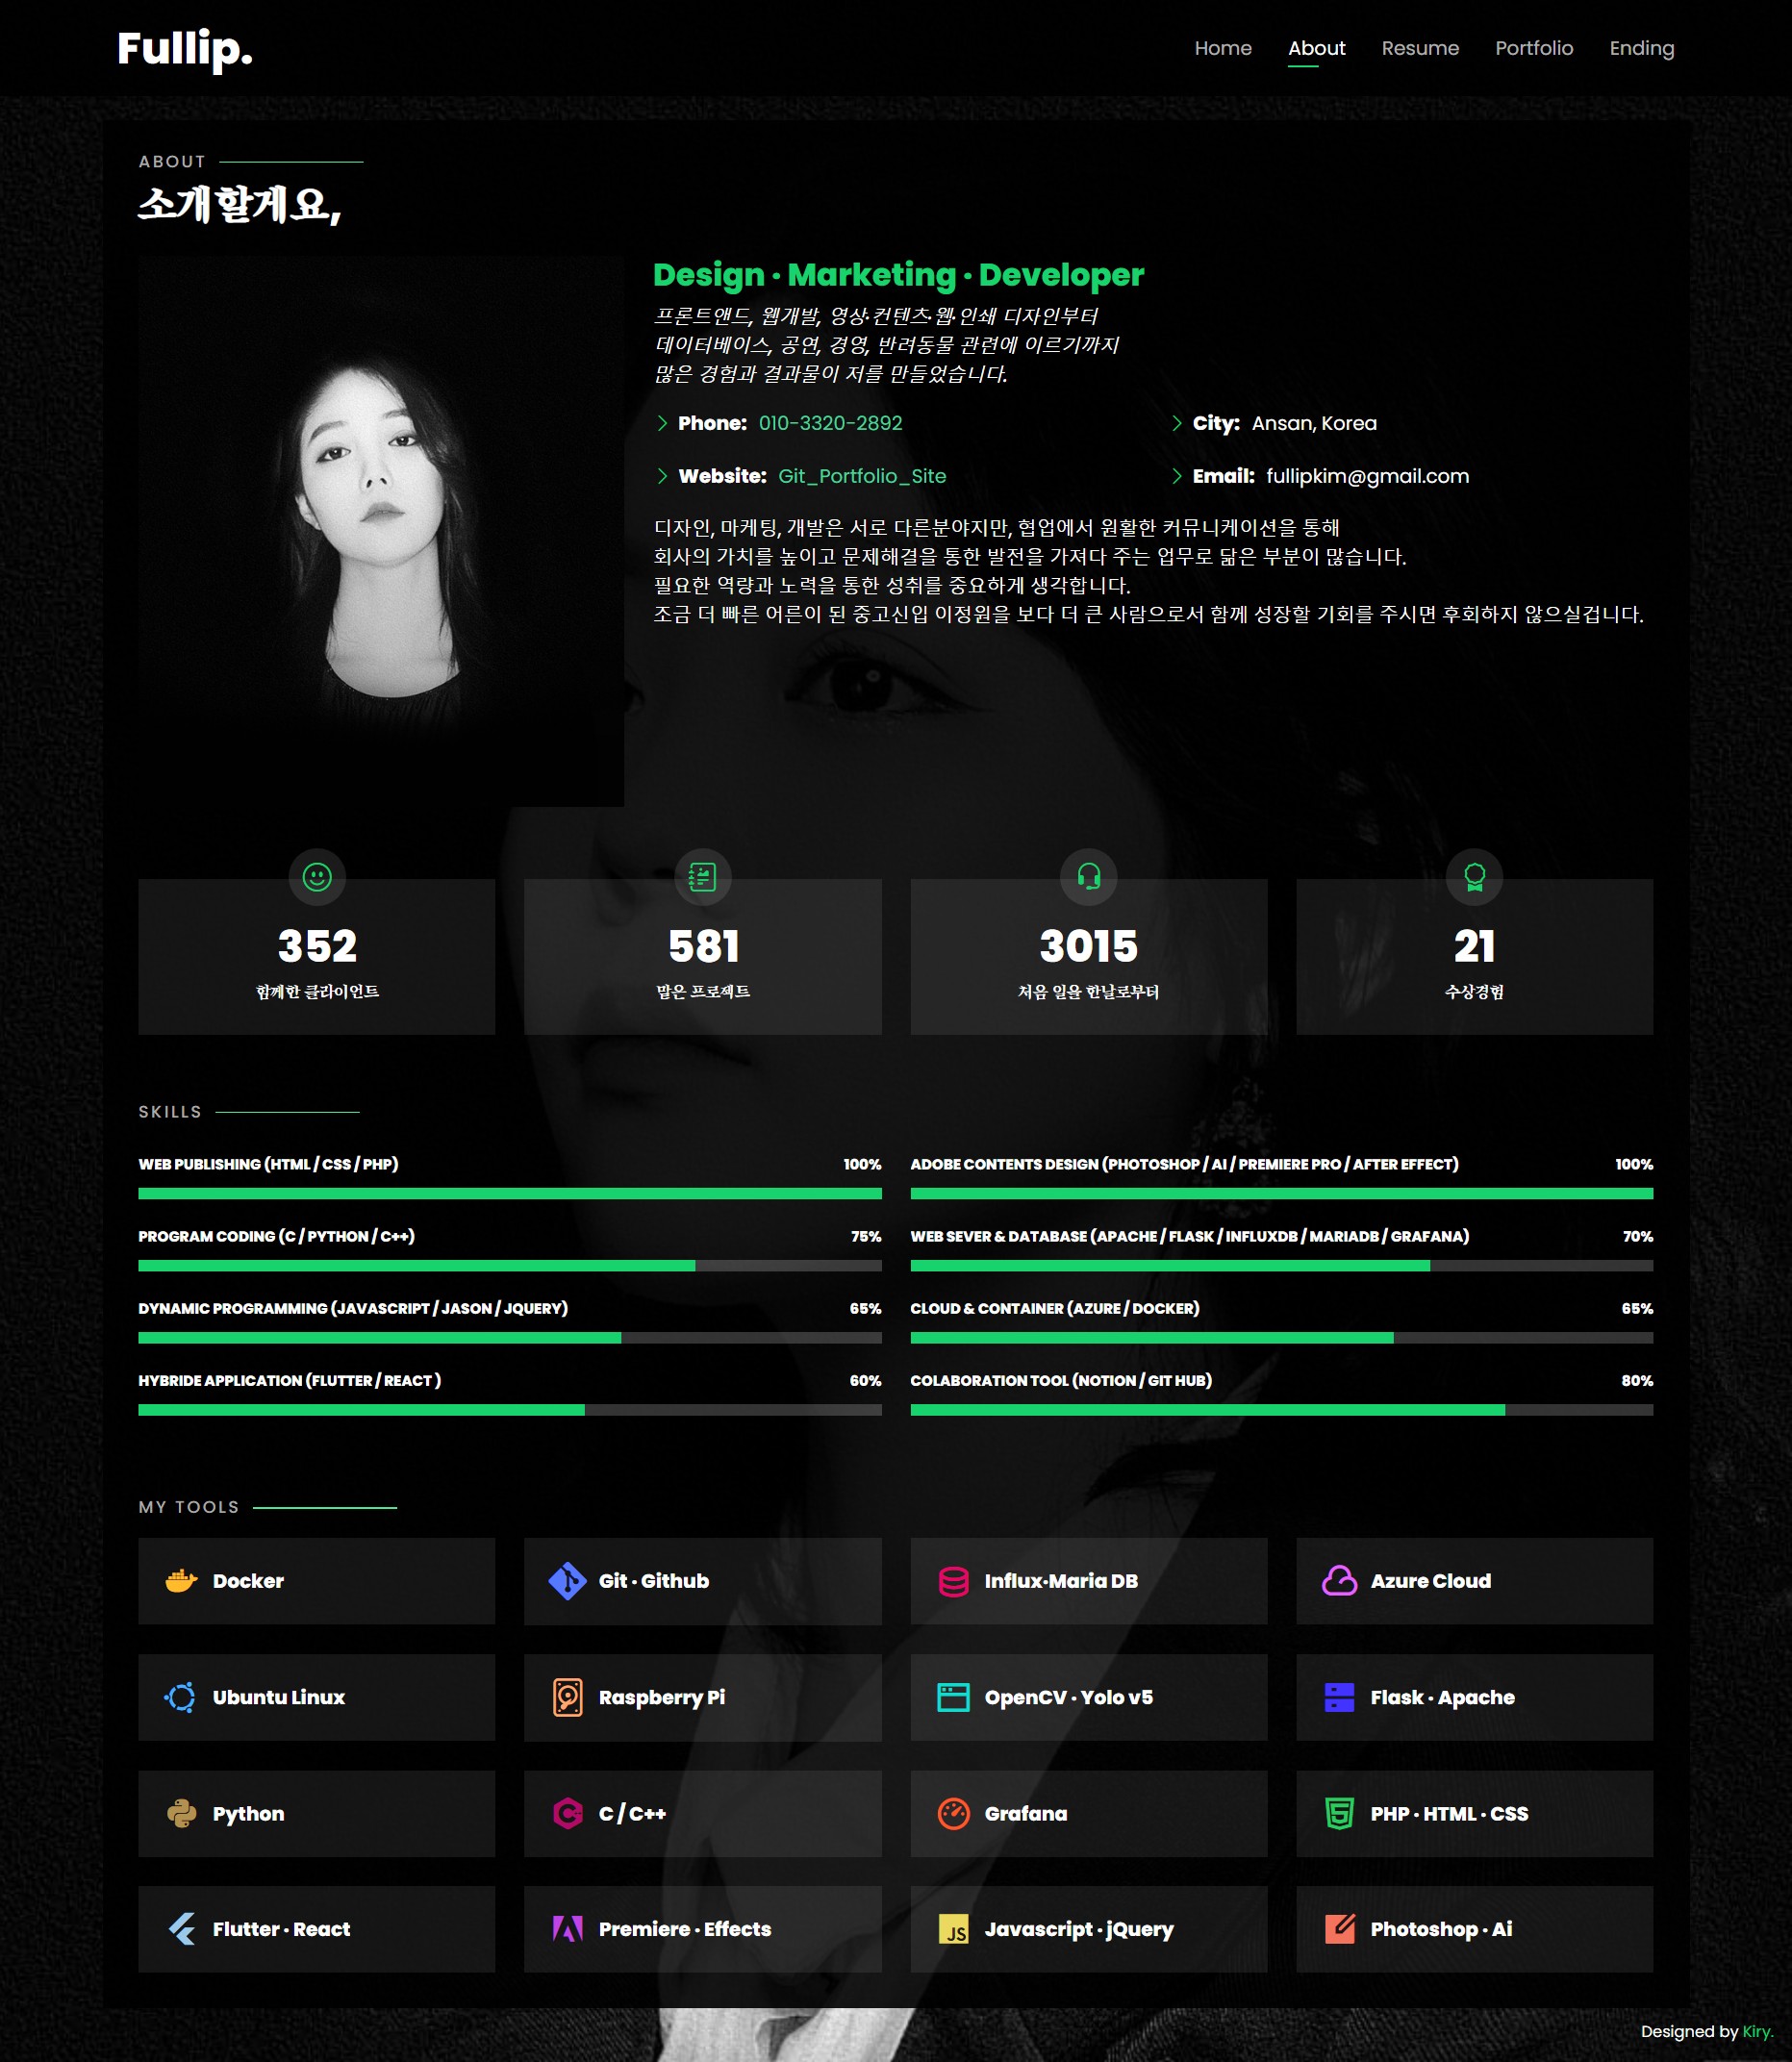 Fullip.
Home About Resume Portfolio Ending
ABOUT
소개할게요,
Design · Marketing · Developer
프론트앤드, 웹개발, 영상·컨텐츠·웹·인쇄 디자인부터
데이터베이스, 공연, 경영, 반려동물 관련에 이르기까지
많은 경험과 결과물이 저를 만들었습니다.
Phone: 010-3320-2892
City: Ansan, Korea
Website: Git_Portfolio_Site
Email: fullipkim@gmail.com
디자인, 마케팅, 개발은 서로 다른분야지만, 협업에서 원활한 커뮤니케이션을 통해
회사의 가치를 높이고 문제해결을 통한 발전을 가져다 주는 업무로 닮은 부분이 많습니다.
필요한 역량과 노력을 통한 성취를 중요하게 생각합니다.
조금 더 빠른 어른이 된 중고신입 이정원을 보다 더 큰 사람으로서 함께 성장할 기회를 주시면 후회하지 않으실겁니다.
352
함께한 클라이언트
581
맡은 프로젝트
3015
처음 일을 한날로부터
21
수상경험
SKILLS
WEB PUBLISHING (HTML / CSS / PHP) 100%
ADOBE CONTENTS DESIGN (PHOTOSHOP / AI / PREMIERE PRO / AFTER EFFECT) 100%
PROGRAM CODING (C / PYTHON / C++) 75%
WEB SEVER & DATABASE (APACHE / FLASK / INFLUXDB / MARIADB / GRAFANA) 70%
DYNAMIC PROGRAMMING (JAVASCRIPT / JASON / JQUERY) 65%
CLOUD & CONTAINER (AZURE / DOCKER) 65%
HYBRIDE APPLICATION (FLUTTER / REACT ) 60%
COLABORATION TOOL (NOTION / GIT HUB) 80%
MY TOOLS
Docker
Git · Github
Influx·Maria DB
Azure Cloud
Ubuntu Linux
Raspberry Pi
OpenCV · Yolo v5
Flask · Apache
Python
C / C++
Grafana
PHP · HTML · CSS
Flutter · React
Premiere · Effects
JS
Javascript · jQuery
Photoshop · Ai
Designed by Kiry.